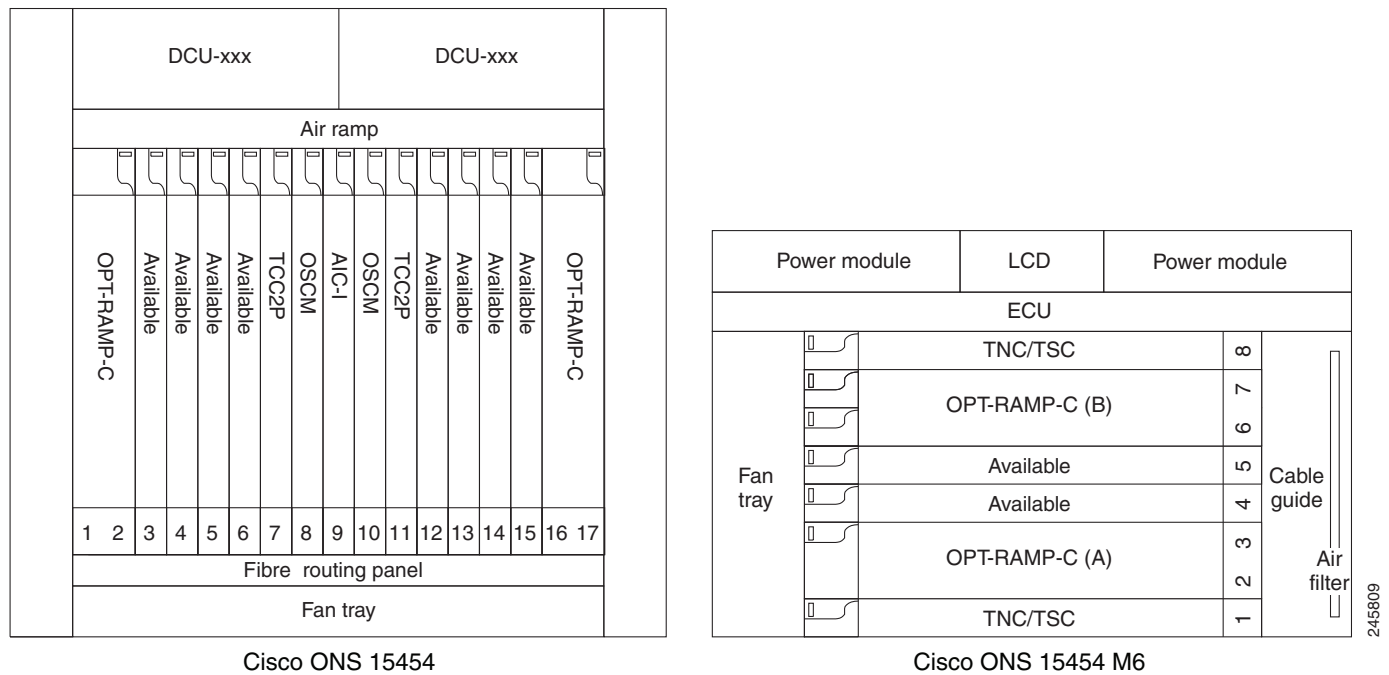 DCU-xxx DCU-xxx
Air ramp
OPT-RAMP-C
Available
Available
Available
Available
TCC2P
OSCM
AIC-I
OSCM
TCC2P
Available
Available
Available
Available
OPT-RAMP-C
1 2 3 4 5 6 7 8 9 10 11 12 13 14 15 16 17
Fibre routing panel
Fan tray
Cisco ONS 15454
Power module LCD Power module
ECU
TNC/TSC 8
OPT-RAMP-C (B) 7 6
Available 5
Available 4
OPT-RAMP-C (A) 3 2
TNC/TSC 1
Fan
tray
Cable
guide
Air
filter
245809
Cisco ONS 15454 M6